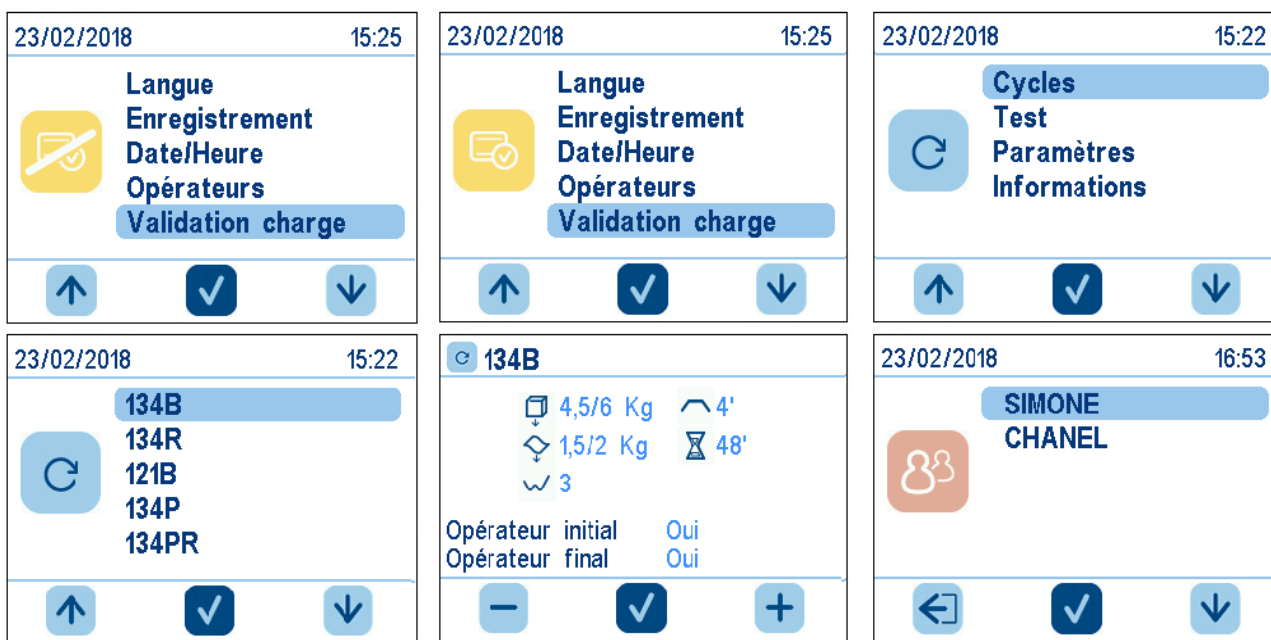 23/02/2018 15:25
Langue
Enregistrement
Date/Heure
Opérateurs
Validation charge
23/02/2018 15:25
Langue
Enregistrement
Date/Heure
Opérateurs
Validation charge
23/02/2018 15:22
Cycles
Test
Paramètres
Informations
23/02/2018 15:22
134B
134R
121B
134P
134PR
134B
4,5/6 Kg 4'
1,5/2 Kg 48'
3
Opérateur initial Oui
Opérateur final Oui
23/02/2018 16:53
SIMONE
CHANEL